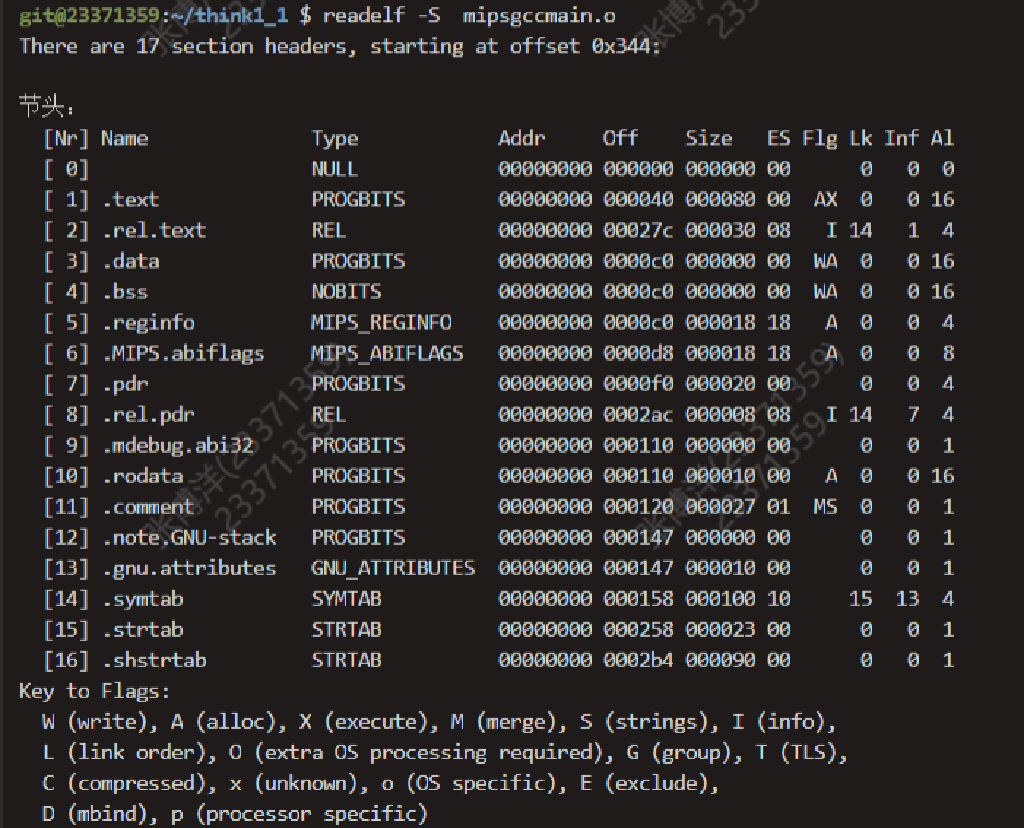 git@23371359:~/think1_1 $ readelf -S  mipsgccmain.o
There are 17 section headers, starting at offset 0x344:
节头：
[Nr] Name Type Addr Off Size ES Flg Lk Inf Al
[ 0] NULL 00000000 000000 000000 00 0 0 0
[ 1] .text PROGBITS 00000000 000040 000080 00 AX 0 0 16
[ 2] .rel.text REL 00000000 00027c 000030 08 I 14 1 4
[ 3] .data PROGBITS 00000000 0000c0 000000 00 WA 0 0 16
[ 4] .bss NOBITS 00000000 0000c0 000000 00 WA 0 0 16
[ 5] .reginfo MIPS_REGINFO 00000000 0000c0 000018 18 A 0 0 4
[ 6] .MIPS.abiflags MIPS_ABIFLAGS 00000000 0000d8 000018 18 A 0 0 8
[ 7] .pdr PROGBITS 00000000 0000f0 000020 00 0 0 4
[ 8] .rel.pdr REL 00000000 0002ac 000008 08 I 14 7 4
[ 9] .mdebug.abi32 PROGBITS 00000000 000110 000000 00 0 0 1
[10] .rodata PROGBITS 00000000 000110 000010 00 A 0 0 16
[11] .comment PROGBITS 00000000 000120 000027 01 MS 0 0 1
[12] .note.GNU-stack PROGBITS 00000000 000147 000000 00 0 0 1
[13] .gnu.attributes GNU_ATTRIBUTES 00000000 000147 000010 00 0 0 1
[14] .symtab SYMTAB 00000000 000158 000100 10 15 13 4
[15] .strtab STRTAB 00000000 000258 000023 00 0 0 1
[16] .shstrtab STRTAB 00000000 0002b4 000090 00 0 0 1
Key to Flags:
W (write), A (alloc), X (execute), M (merge), S (strings), I (info),
L (link order), O (extra OS processing required), G (group), T (TLS),
C (compressed), x (unknown), o (OS specific), E (exclude),
D (mbind), p (processor specific)
张博洋(23371359)
23371359
张博洋(23371359)
23371359